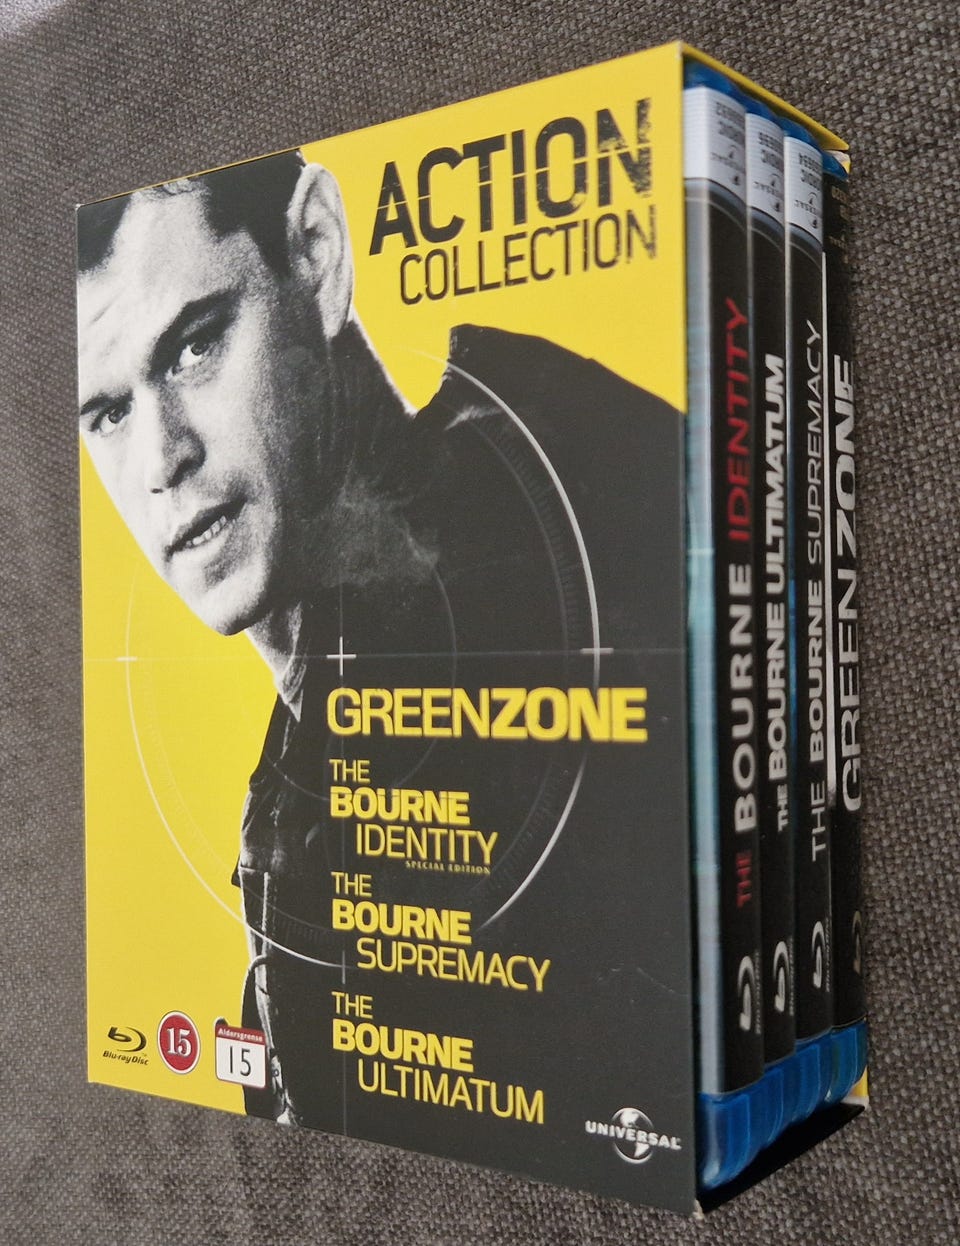 ACTION
COLLECTION
GREENZONE
THE
BOURNE
IDENTITY
SPECIAL EDITION
THE
BOURNE
SUPREMACY
THE
BOURNE
ULTIMATUM
Blu-ray Disc
15
Aldersgrense
15
UNIVERSAL
THE BOURNE IDENTITY
THE BOURNE ULTIMATUM
THE BOURNE SUPREMACY
GREEN ZONE